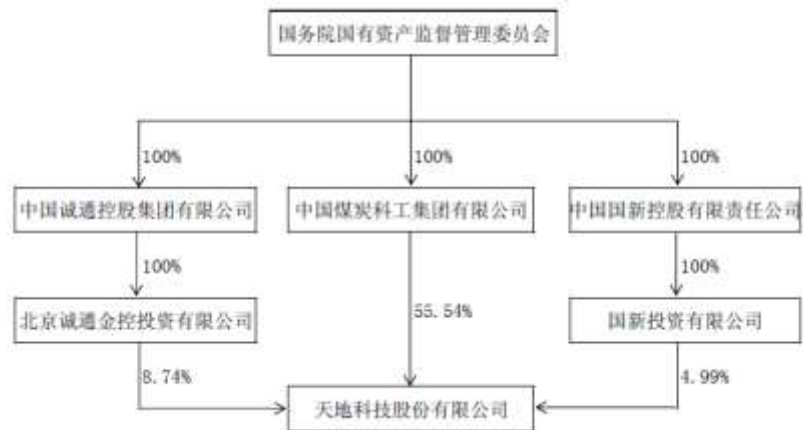 国务院国有资产监督管理委员会
100%
100%
100%
中国诚通控股集团有限公司
中国煤炭科工集团有限公司
中国国新控股有限责任公司
100%
100%
北京诚通金控投资有限公司
55.54%
国新投资有限公司
8.74%
4.99%
天地科技股份有限公司